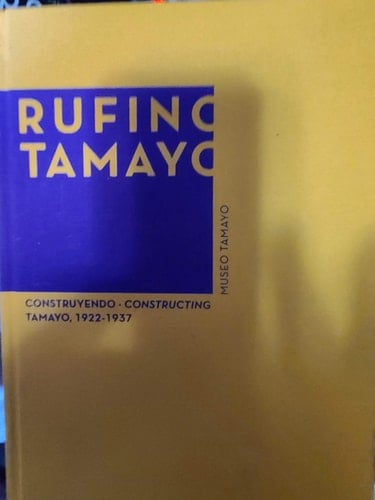 RUFINO
TAMAYO
MUSEO TAMAYO
CONSTRUYENDO · CONSTRUCTING
TAMAYO, 1922-1937